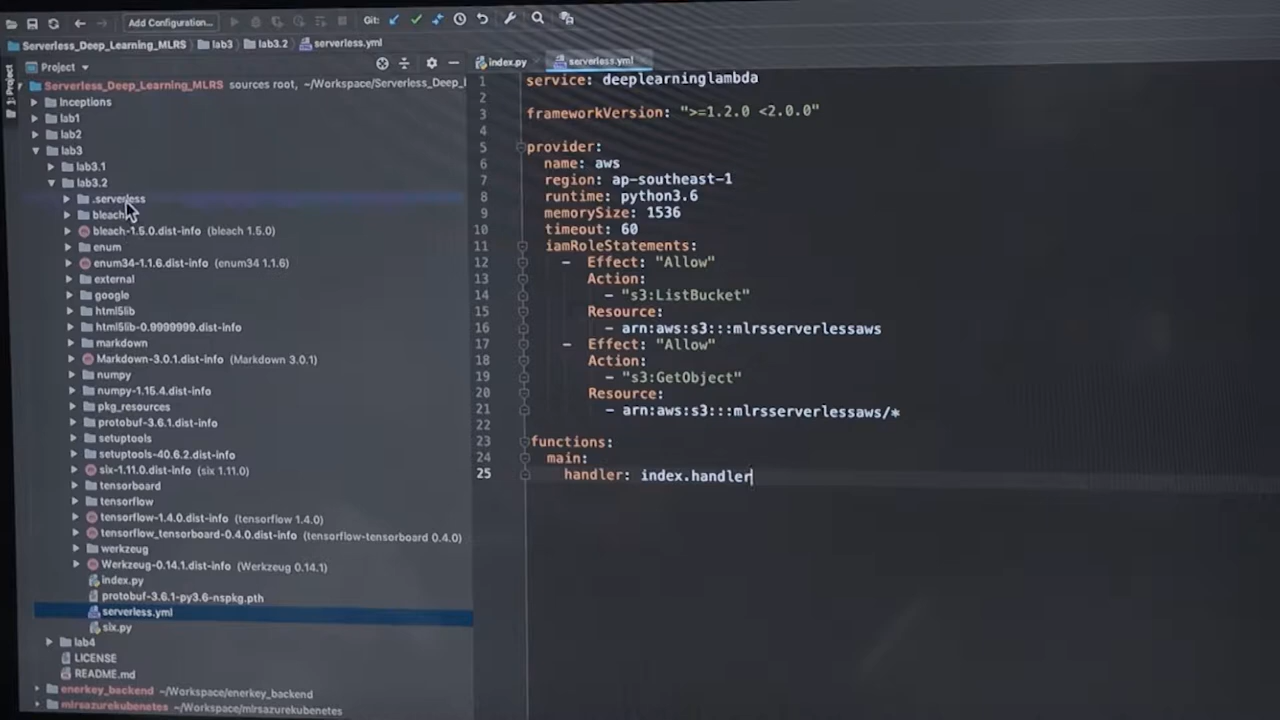 Add Configuration...
Git:
Serverless_Deep_Learning_MLRS
lab3
lab3.2
serverless.yml
1: Project
Project
index.py
serverless.yml
Serverless_Deep_Learning_MLRS sources root, ~/Workspace/Serverless_Deep_l
Inceptions
lab1
lab2
lab3
lab3.1
lab3.2
.serverless
bleach
bleach-1.5.0.dist-info (bleach 1.5.0)
enum
enum34-1.1.6.dist-info (enum34 1.1.6)
external
google
html5lib
html5lib-0.9999999.dist-info
markdown
Markdown-3.0.1.dist-info (Markdown 3.0.1)
numpy
numpy-1.15.4.dist-info
pkg_resources
protobuf-3.6.1.dist-info
setuptools
setuptools-40.6.2.dist-info
six-1.11.0.dist-info (six 1.11.0)
tensorboard
tensorflow
tensorflow-1.4.0.dist-info (tensorflow 1.4.0)
tensorflow_tensorboard-0.4.0.dist-info (tensorflow-tensorboard 0.4.0)
werkzeug
Werkzeug-0.14.1.dist-info (Werkzeug 0.14.1)
index.py
protobuf-3.6.1-py3.6-nspkg.pth
serverless.yml
six.py
lab4
LICENSE
README.md
enerkey_backend ~/Workspace/enerkey_backend
mlrsazurekubenetes ~/Workspace/mlrsazurekubenetes
1 service: deeplearninglambda
2
3 frameworkVersion: ">=1.2.0 <2.0.0"
4
5 provider:
6 name: aws
7 region: ap-southeast-1
8 runtime: python3.6
9 memorySize: 1536
10 timeout: 60
11 iamRoleStatements:
12 - Effect: "Allow"
13 Action:
14 - "s3:ListBucket"
15 Resource:
16 - arn:aws:s3:::mlrsserverlessaws
17 - Effect: "Allow"
18 Action:
19 - "s3:GetObject"
20 Resource:
21 - arn:aws:s3:::mlrsserverlessaws/*
22
23 functions:
24 main:
25 handler: index.handler